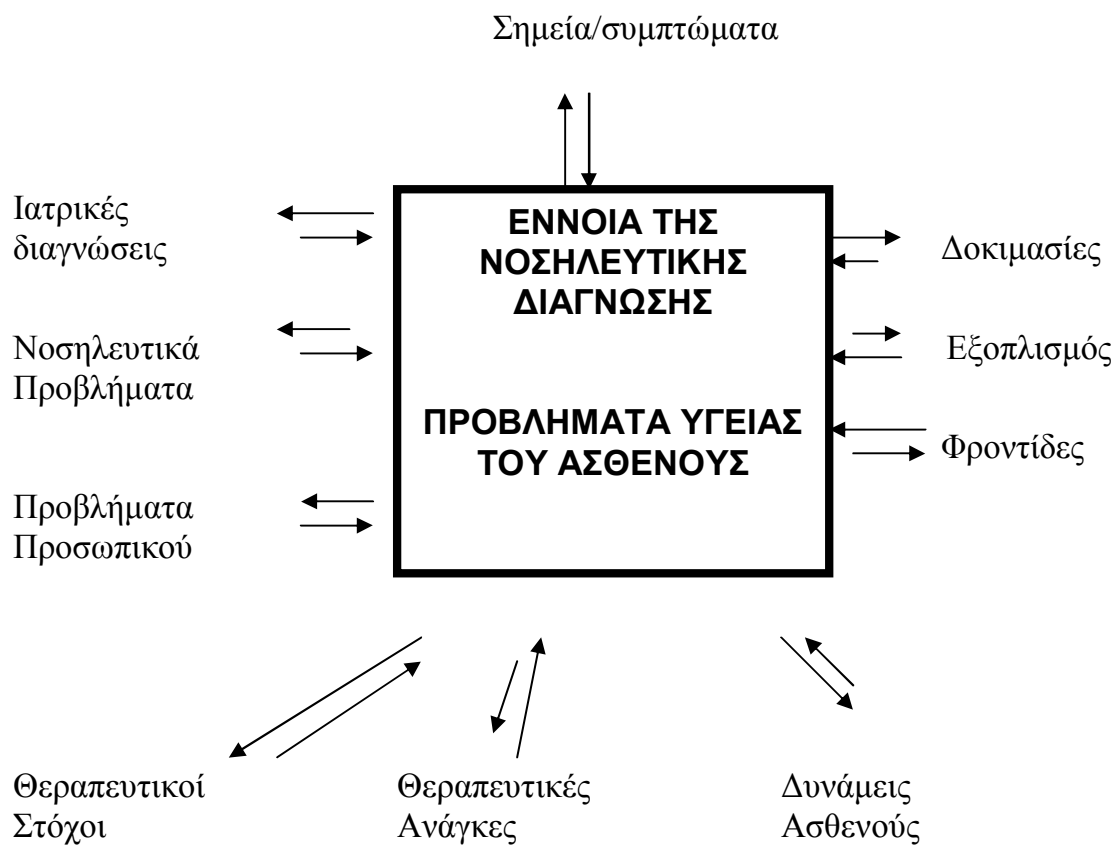 Σημεία/συμπτώματα
Ιατρικές
διαγνώσεις
ΕΝΝΟΙΑ ΤΗΣ
ΝΟΣΗΛΕΥΤΙΚΗΣ
ΔΙΑΓΝΩΣΗΣ
Δοκιμασίες
Νοσηλευτικά
Προβλήματα
Εξοπλισμός
ΠΡΟΒΛΗΜΑΤΑ ΥΓΕΙΑΣ
ΤΟΥ ΑΣΘΕΝΟΥΣ
Φροντίδες
Προβλήματα
Προσωπικού
Θεραπευτικοί
Στόχοι
Θεραπευτικές
Ανάγκες
Δυνάμεις
Ασθενούς